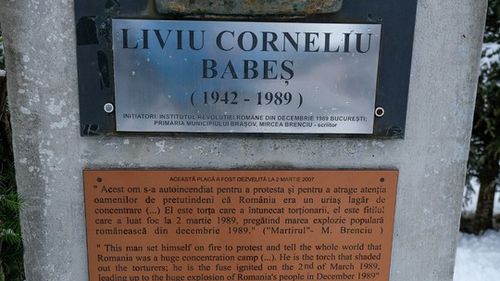 LIVIU CORNELIU
BABEȘ
( 1942 - 1989 )
INIȚIATORI: INSTITUTUL REVOLUȚIEI ROMÂNE DIN DECEMBRIE 1989 BUCUREȘTI;
PRIMĂRIA MUNICIPIULUI BRAȘOV, MIRCEA BRENCIU - scriitor
ACEASTĂ PLACĂ A FOST DEZVELITĂ LA 2 MARTIE 2007
" Acest om s-a autoincendiat pentru a protesta și pentru a atrage atenția
oamenilor de pretutindeni că România era un uriaș lagăr de
concentrare (...) El este torța care a întunecat torționarii, el este fitilul
care a luat foc la 2 martie 1989, pregătind marea explozie populară
românească din decembrie 1989." ("Martirul"- M. Brenciu )
" This man set himself on fire to protest and tell the whole world that
Romania was a huge concentration camp (...). He is the torch that shaded
out the torturers; he is the fuse ignited on the 2nd of March 1989,
leading up to the huge explosion of Romania's people in December 1989"